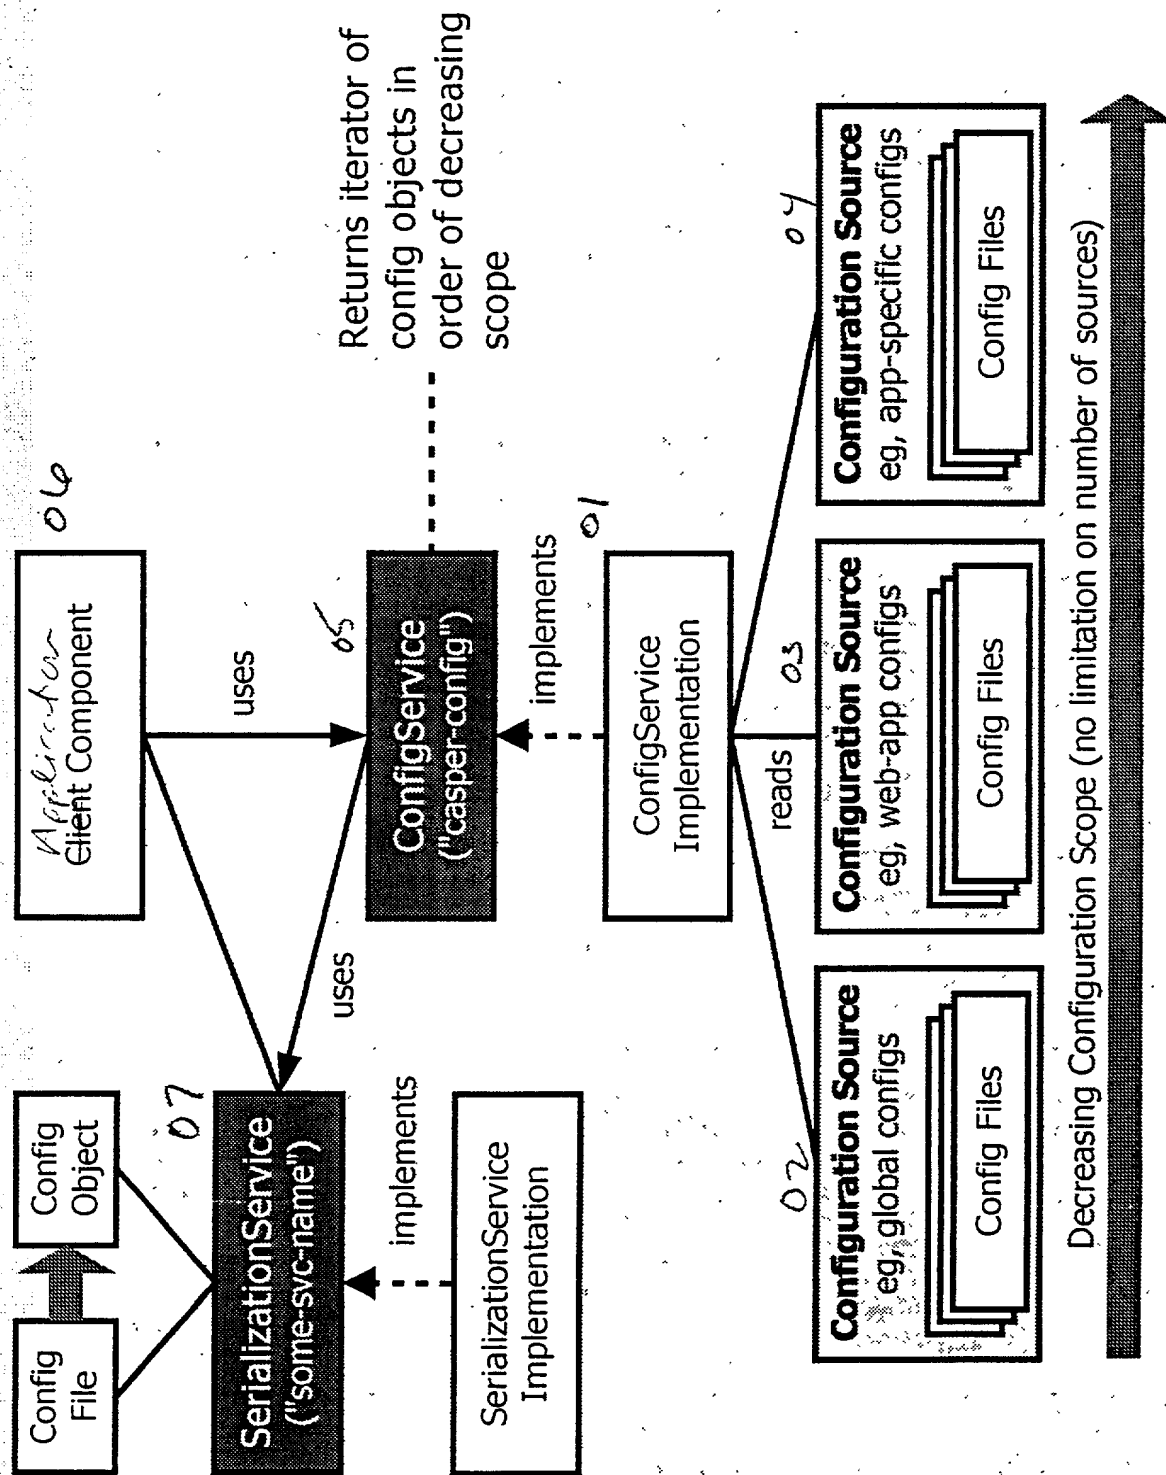 Config
File
Config
Object
07
SerializationService
("some-svc-name")
implements
SerializationService
Implementation
Application
Client Component
06
uses
uses
05
ConfigService
("casper-config")
Returns iterator of
config objects in
order of decreasing
scope
implements
01
ConfigService
Implementation
reads
02
Configuration Source
eg, global configs
Config Files
03
Configuration Source
eg, web-app configs
Config Files
04
Configuration Source
eg, app-specific configs
Config Files
Decreasing Configuration Scope (no limitation on number of sources)